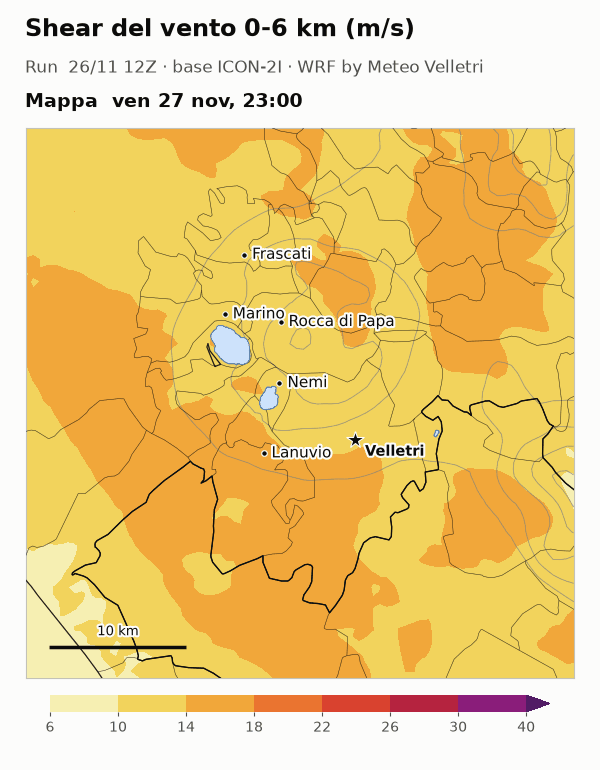 Shear del vento 0-6 km (m/s)
Run  26/11 12Z · base ICON-2I · WRF by Meteo Velletri
Mappa  ven 27 nov, 23:00
Frascati
Marino
Rocca di Papa
Nemi
Velletri
Lanuvio
10 km
6 10 14 18 22 26 30 40